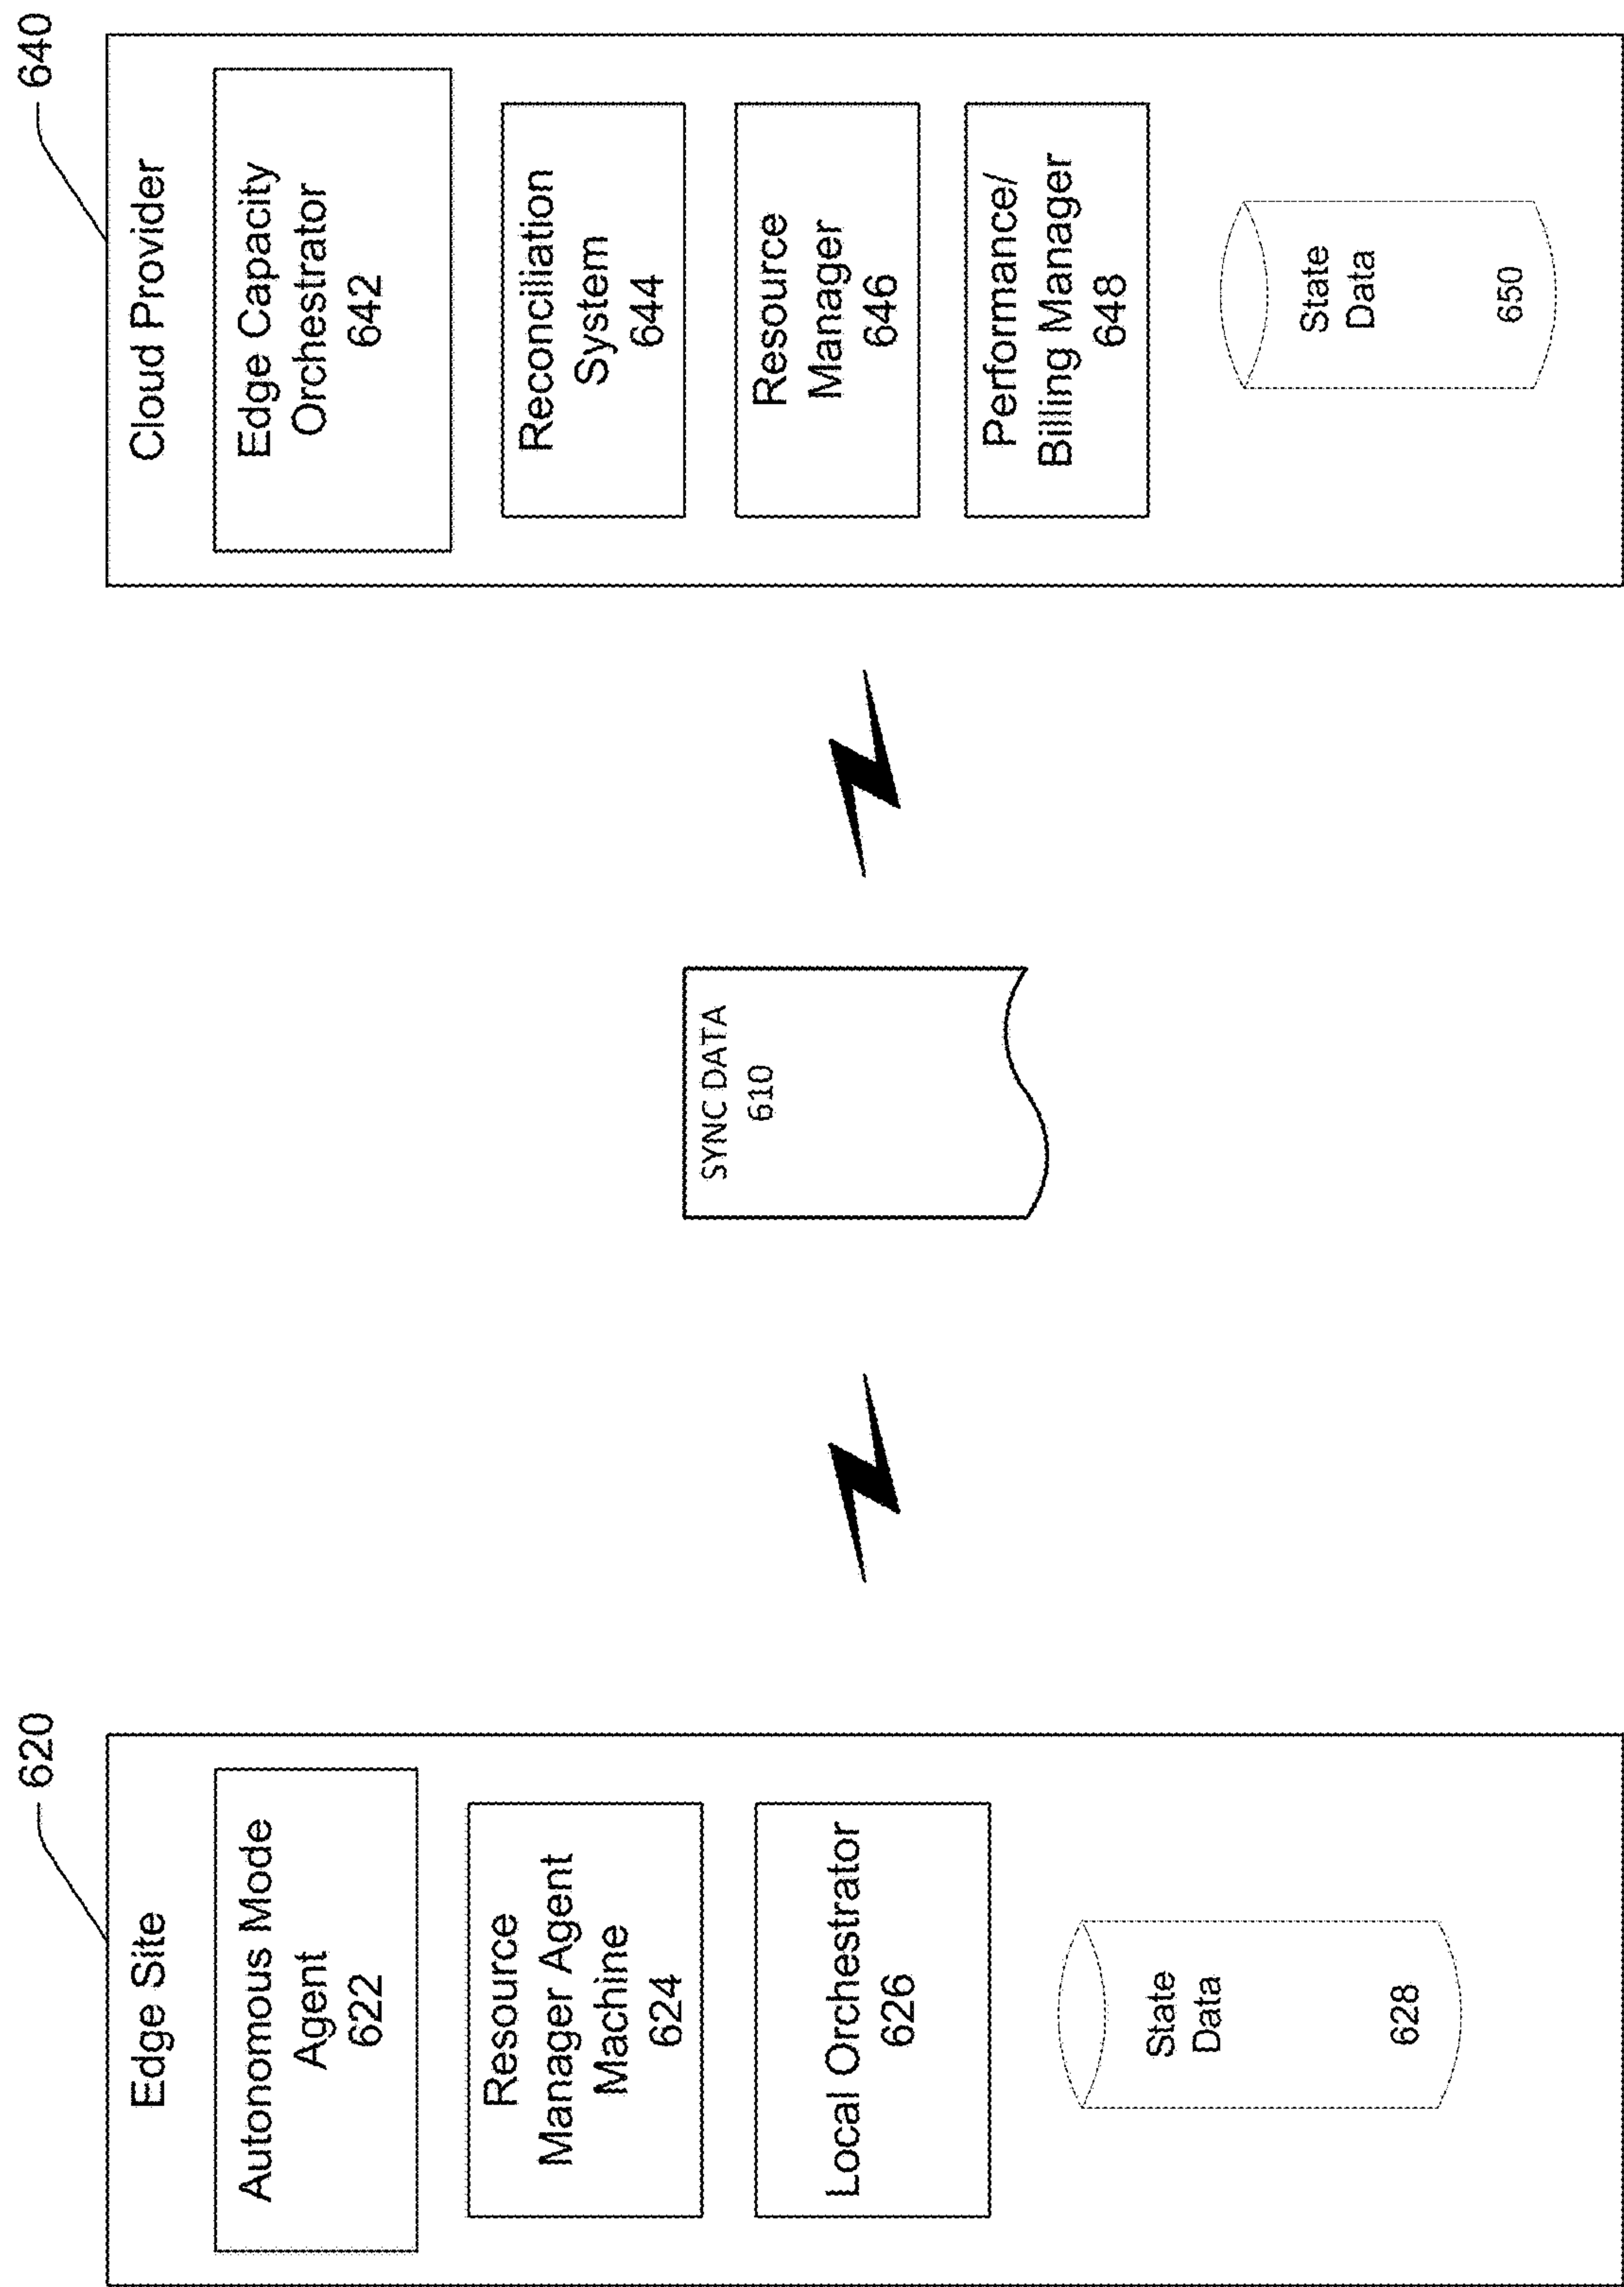 620
Edge Site
Autonomous Mode
Agent
622
Resource
Manager Agent
Machine
624
Local Orchestrator
626
State
Data
628
SYNC DATA
610
640
Cloud Provider
Edge Capacity
Orchestrator
642
Reconciliation
System
644
Resource
Manager
646
Performance/
Billing Manager
648
State
Data
650